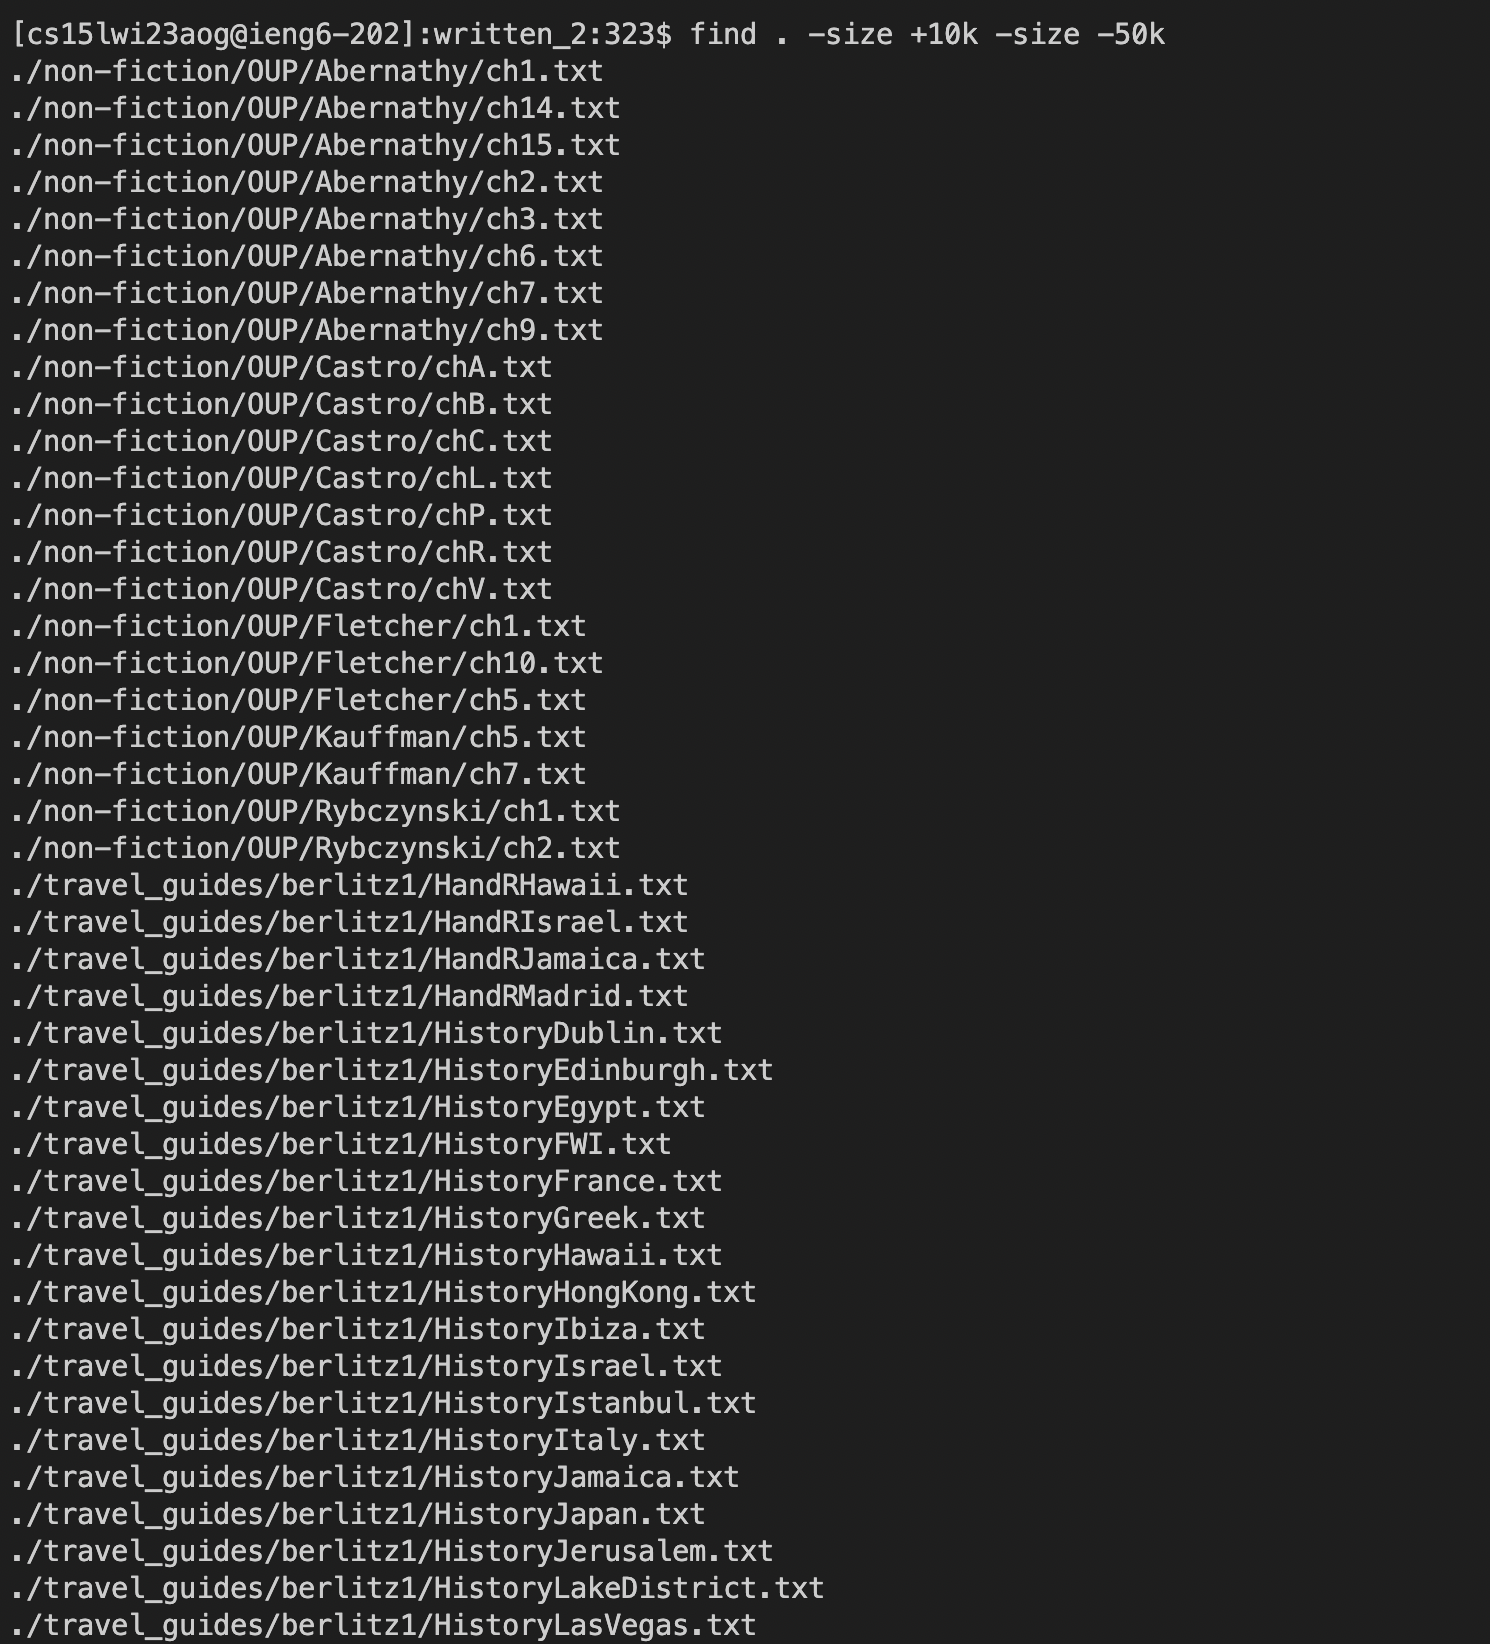 [cs15lwi23aog@ieng6-202]:written_2:323$ find . -size +10k -size -50k
./non-fiction/OUP/Abernathy/ch1.txt
./non-fiction/OUP/Abernathy/ch14.txt
./non-fiction/OUP/Abernathy/ch15.txt
./non-fiction/OUP/Abernathy/ch2.txt
./non-fiction/OUP/Abernathy/ch3.txt
./non-fiction/OUP/Abernathy/ch6.txt
./non-fiction/OUP/Abernathy/ch7.txt
./non-fiction/OUP/Abernathy/ch9.txt
./non-fiction/OUP/Castro/chA.txt
./non-fiction/OUP/Castro/chB.txt
./non-fiction/OUP/Castro/chC.txt
./non-fiction/OUP/Castro/chL.txt
./non-fiction/OUP/Castro/chP.txt
./non-fiction/OUP/Castro/chR.txt
./non-fiction/OUP/Castro/chV.txt
./non-fiction/OUP/Fletcher/ch1.txt
./non-fiction/OUP/Fletcher/ch10.txt
./non-fiction/OUP/Fletcher/ch5.txt
./non-fiction/OUP/Kauffman/ch5.txt
./non-fiction/OUP/Kauffman/ch7.txt
./non-fiction/OUP/Rybczynski/ch1.txt
./non-fiction/OUP/Rybczynski/ch2.txt
./travel_guides/berlitz1/HandRHawaii.txt
./travel_guides/berlitz1/HandRIsrael.txt
./travel_guides/berlitz1/HandRJamaica.txt
./travel_guides/berlitz1/HandRMadrid.txt
./travel_guides/berlitz1/HistoryDublin.txt
./travel_guides/berlitz1/HistoryEdinburgh.txt
./travel_guides/berlitz1/HistoryEgypt.txt
./travel_guides/berlitz1/HistoryFWI.txt
./travel_guides/berlitz1/HistoryFrance.txt
./travel_guides/berlitz1/HistoryGreek.txt
./travel_guides/berlitz1/HistoryHawaii.txt
./travel_guides/berlitz1/HistoryHongKong.txt
./travel_guides/berlitz1/HistoryIbiza.txt
./travel_guides/berlitz1/HistoryIsrael.txt
./travel_guides/berlitz1/HistoryIstanbul.txt
./travel_guides/berlitz1/HistoryItaly.txt
./travel_guides/berlitz1/HistoryJamaica.txt
./travel_guides/berlitz1/HistoryJapan.txt
./travel_guides/berlitz1/HistoryJerusalem.txt
./travel_guides/berlitz1/HistoryLakeDistrict.txt
./travel_guides/berlitz1/HistoryLasVegas.txt